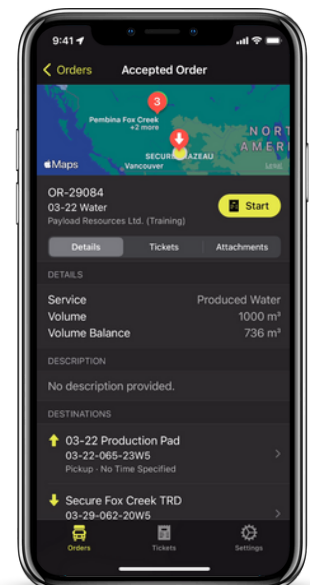 9:41
Orders
Accepted Order
3
Pembina Fox Creek
+2 more
NORT
AMERI
SECURE
AZEAU
Vancouver
Maps
Legal
OR-29084
03-22 Water
Payload Resources Ltd. (Training)
Start
Details
Tickets
Attachments
DETAILS
Service
Produced Water
Volume
1000 m³
Volume Balance
736 m³
DESCRIPTION
No description provided.
DESTINATIONS
03-22 Production Pad
03-22-065-23W5
Pickup · No Time Specified
Secure Fox Creek TRD
03-29-062-20W5
Orders
Tickets
Settings